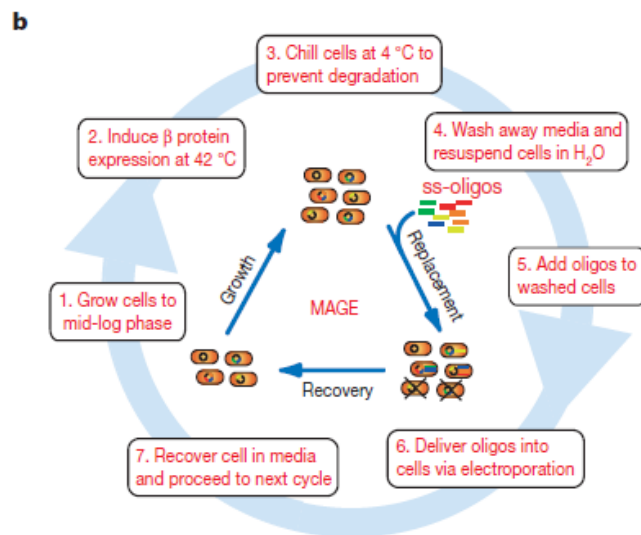 b
3. Chill cells at 4 °C to
prevent degradation
2. Induce β protein
expression at 42 °C
4. Wash away media and
resuspend cells in H₂O
ss-oligos
Growth
Replacement
MAGE
5. Add oligos to
washed cells
1. Grow cells to
mid-log phase
Recovery
7. Recover cell in media
and proceed to next cycle
6. Deliver oligos into
cells via electroporation